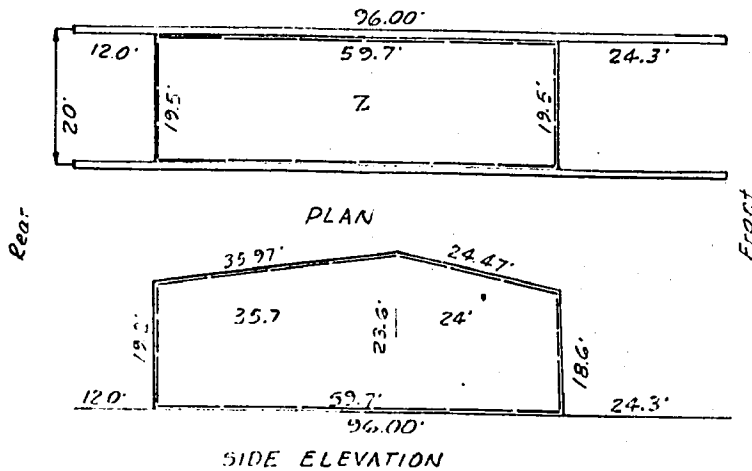 96.00'
12.0' 59.7' 24.3'
20' 19.5' Z 19.5'
PLAN
Rear Front
35.97' 24.47'
35.7 23.6' 24'
18.6'
12.0' 59.7' 24.3'
96.00'
SIDE ELEVATION